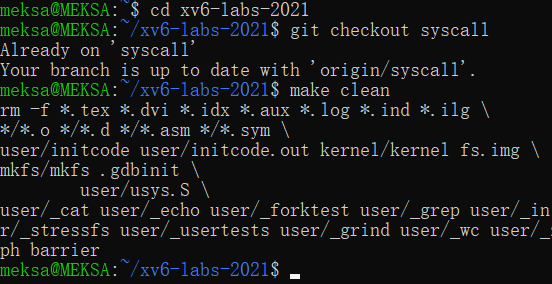 meksa@MEKSA:~$ cd xv6-labs-2021
meksa@MEKSA:~/xv6-labs-2021$ git checkout syscall
Already on 'syscall'
Your branch is up to date with 'origin/syscall'.
meksa@MEKSA:~/xv6-labs-2021$ make clean
rm -f *.tex *.dvi *.idx *.aux *.log *.ind *.ilg \
*/*.o */*.d */*.asm */*.sym \
user/initcode user/initcode.out kernel/kernel fs.img \
mkfs/mkfs .gdbinit \
        user/usys.S \
user/_cat user/_echo user/_forktest user/_grep user/_in
r/_stressfs user/_usertests user/_grind user/_wc user/_
ph barrier
meksa@MEKSA:~/xv6-labs-2021$